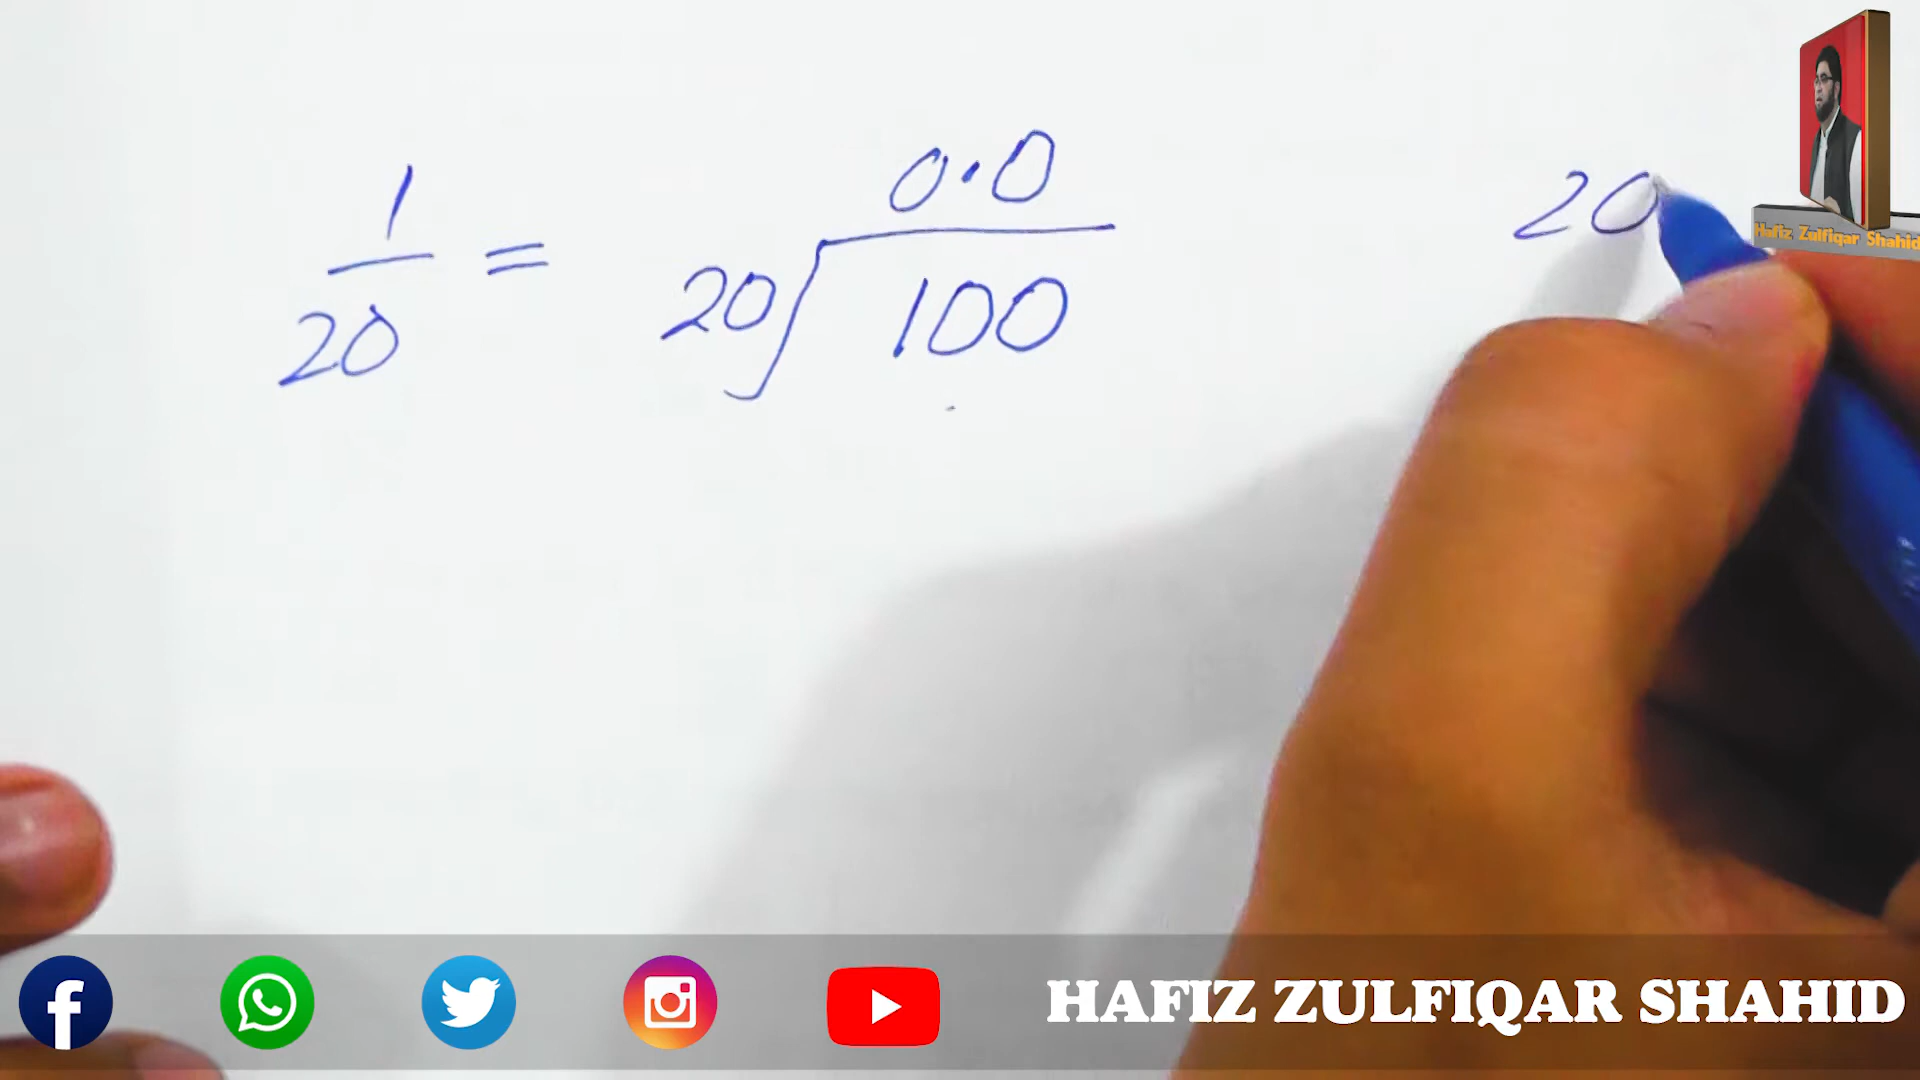 1
0.0
20
—
20 = 20)100
Hafiz Zulfiqar Shahid
HAFIZ ZULFIQAR SHAHID